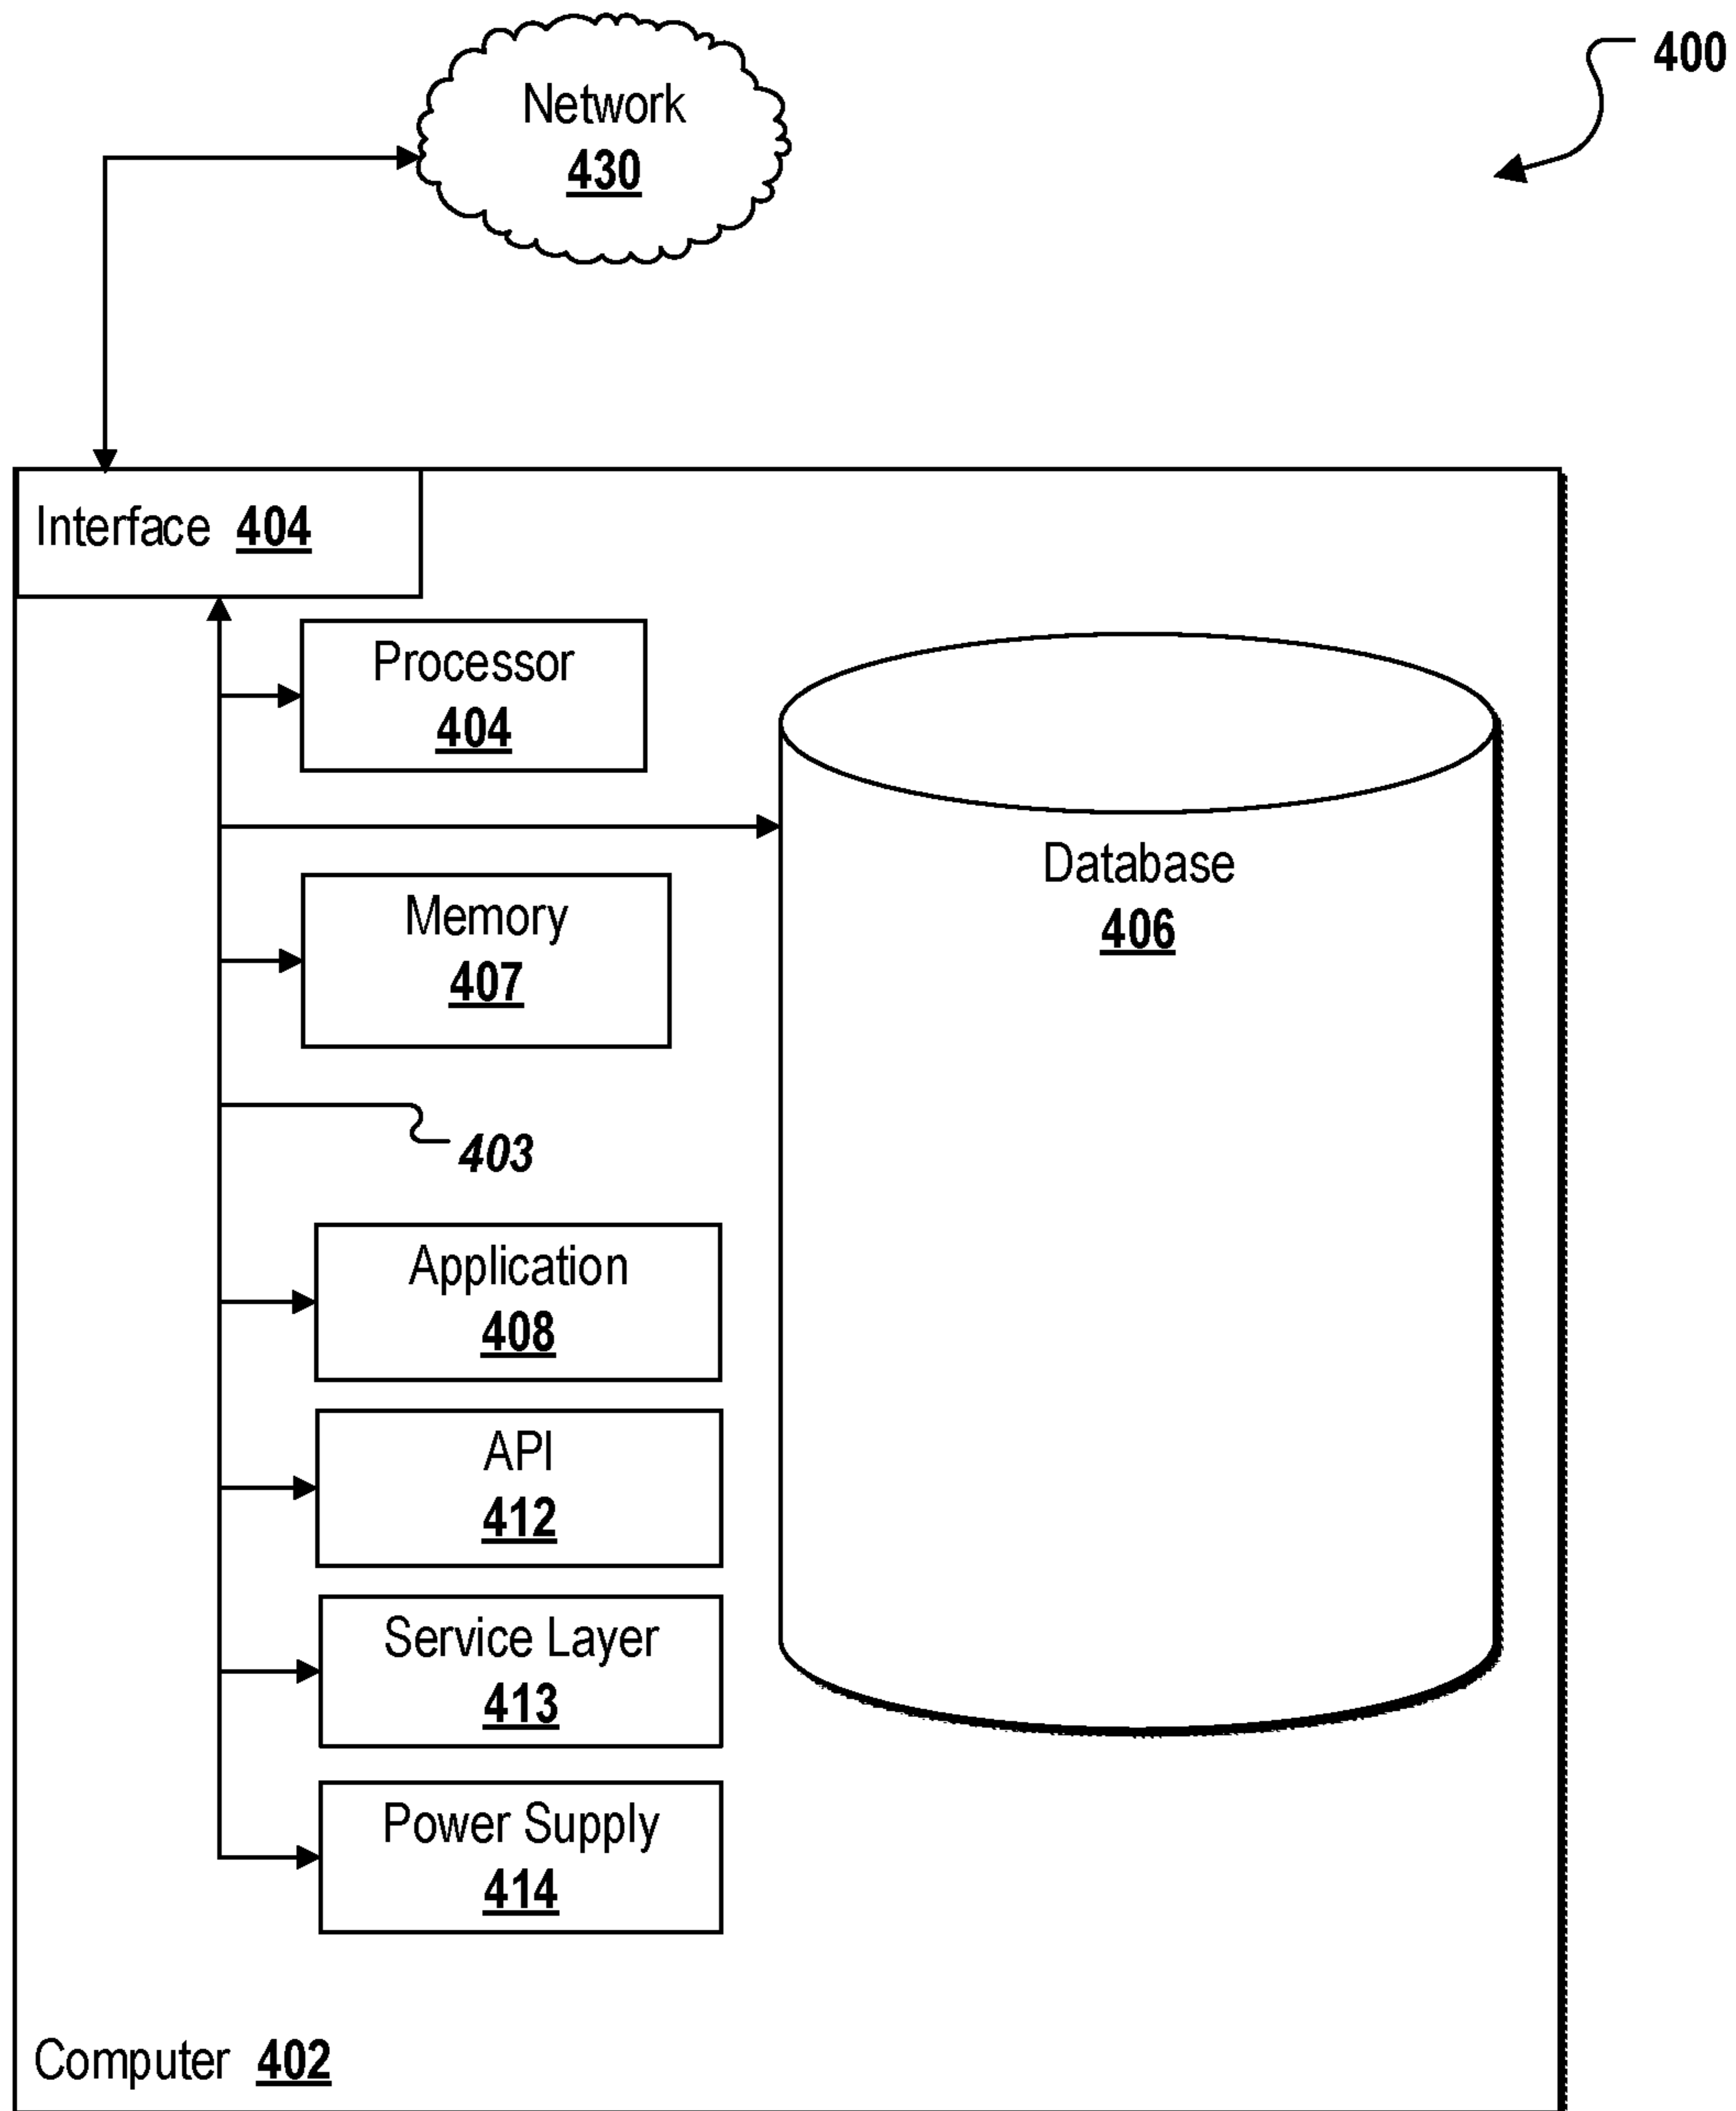 400
Network
430
Interface 404
Processor
404
Database
406
Memory
407
403
Application
408
API
412
Service Layer
413
Power Supply
414
Computer 402